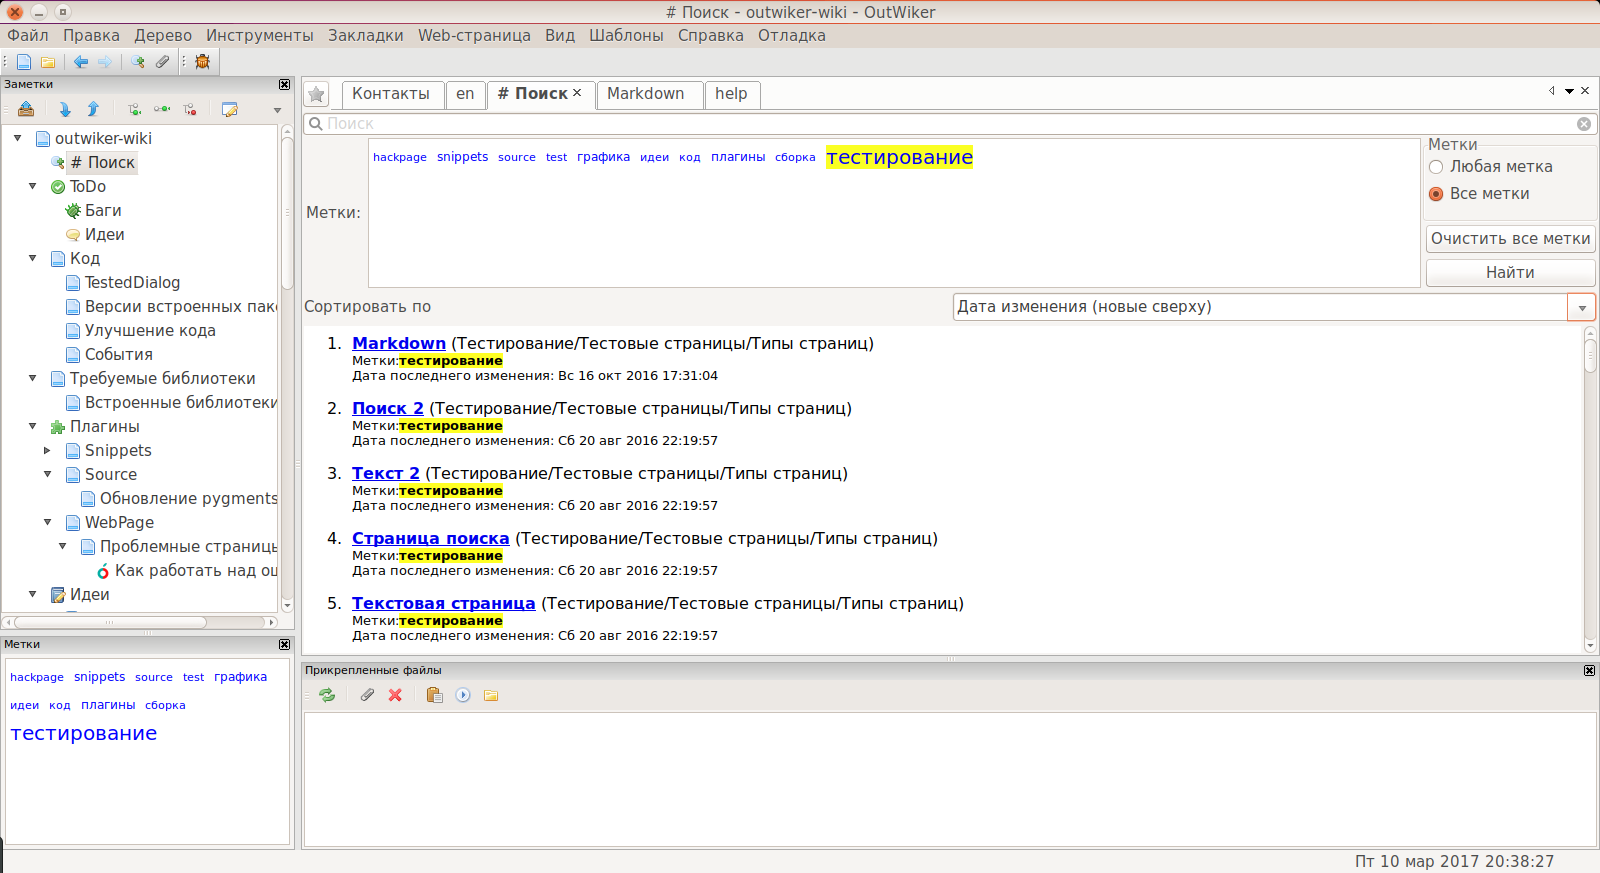 # Поиск - outwiker-wiki - OutWiker
Файл Правка Дерево Инструменты Закладки Web-страница Вид Шаблоны Справка Отладка
Заметки
outwiker-wiki
# Поиск
ToDo
Баги
Идеи
Код
TestedDialog
Версии встроенных паке
Улучшение кода
События
Требуемые библиотеки
Встроенные библиотеки
Плагины
Snippets
Source
Обновление pygments
WebPage
Проблемные страницы
Как работать над ош
Идеи
Метки
hackpage snippets source test графика
идеи код плагины сборка
тестирование
Контакты en # Поиск Markdown help
Поиск
Метки:
hackpage snippets source test графика идеи код плагины сборка тестирование
Метки
Любая метка
Все метки
Очистить все метки
Найти
Сортировать по Дата изменения (новые сверху)
1. Markdown (Тестирование/Тестовые страницы/Типы страниц)
Метки:тестирование
Дата последнего изменения: Вс 16 окт 2016 17:31:04
2. Поиск 2 (Тестирование/Тестовые страницы/Типы страниц)
Метки:тестирование
Дата последнего изменения: Сб 20 авг 2016 22:19:57
3. Текст 2 (Тестирование/Тестовые страницы/Типы страниц)
Метки:тестирование
Дата последнего изменения: Сб 20 авг 2016 22:19:57
4. Страница поиска (Тестирование/Тестовые страницы/Типы страниц)
Метки:тестирование
Дата последнего изменения: Сб 20 авг 2016 22:19:57
5. Текстовая страница (Тестирование/Тестовые страницы/Типы страниц)
Метки:тестирование
Дата последнего изменения: Сб 20 авг 2016 22:19:57
Прикрепленные файлы
Пт 10 мар 2017 20:38:27